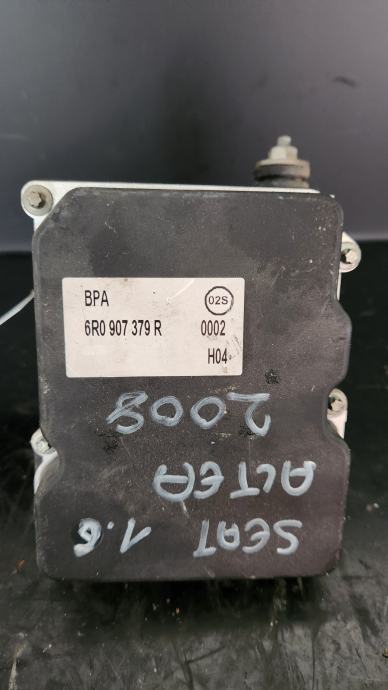 BPA 02S
6R0 907 379 R 0002
H04
SEAT 1.6
ALTEA
2008